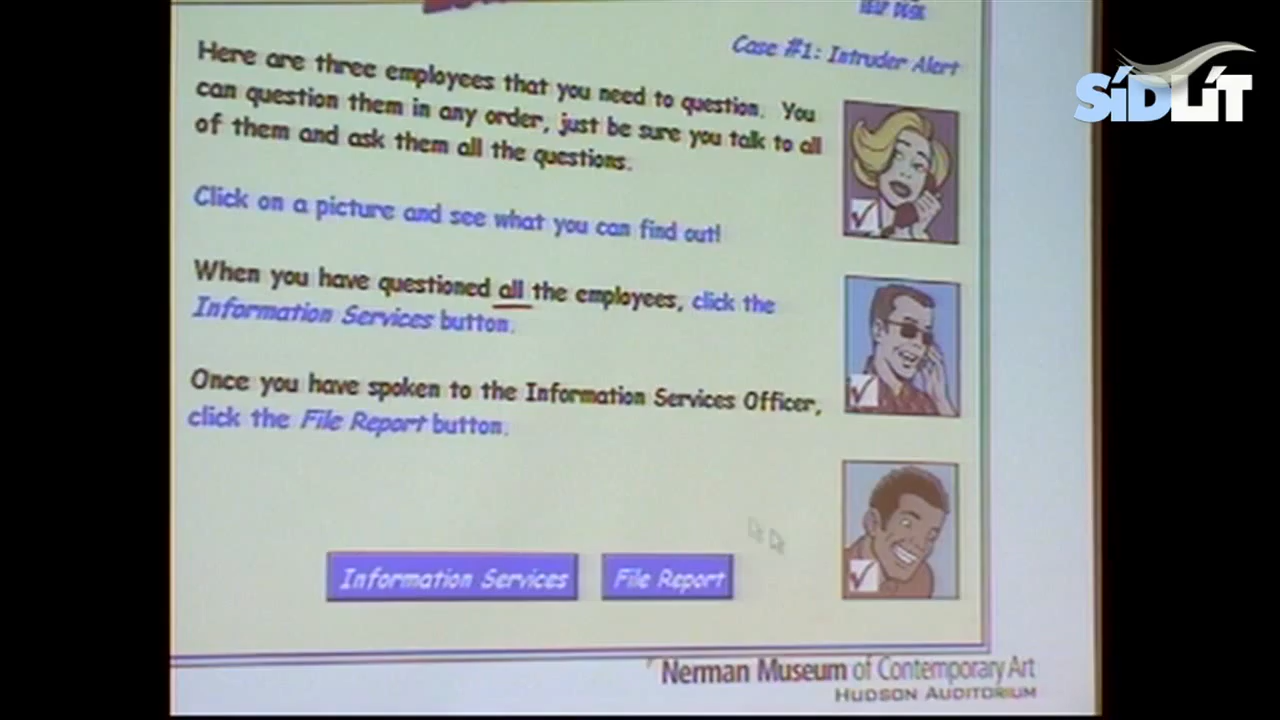 HELP DESK
Case #1: Intruder Alert
SiDLiT
Here are three employees that you need to question. You
can question them in any order, just be sure you talk to all
of them and ask them all the questions.
Click on a picture and see what you can find out!
When you have questioned all the employees, click the
Information Services button.
Once you have spoken to the Information Services Officer,
click the File Report button.
Information Services
File Report
Nerman Museum of Contemporary Art
HUDSON AUDITORIUM